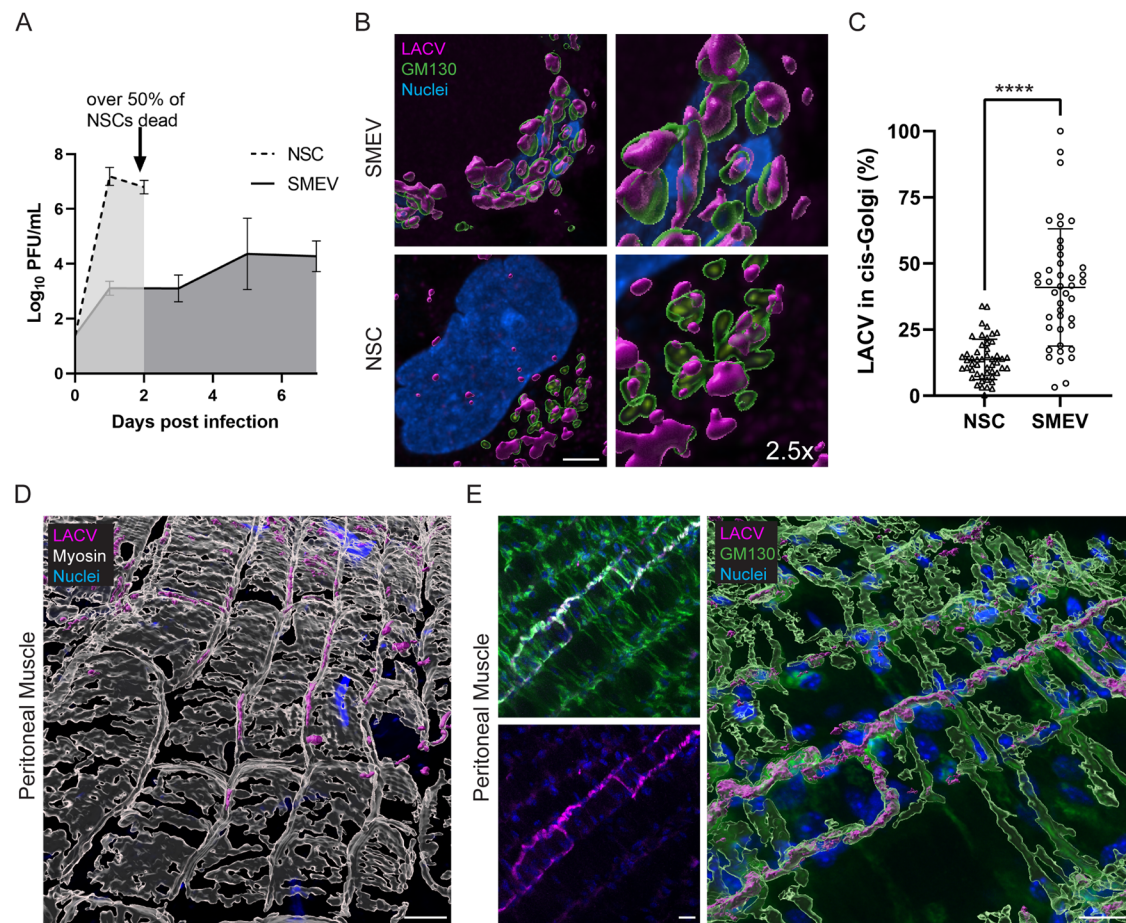 A
over 50% of
NSCs dead
NSC
SMEV
Log₁₀ PFU/mL
8
6
4
2
0
0 2 4 6
Days post infection
B
SMEV
LACV
GM130
Nuclei
NSC
2.5x
C
****
LACV in cis-Golgi (%)
100
75
50
25
0
NSC SMEV
D
Peritoneal Muscle
LACV
Myosin
Nuclei
E
Peritoneal Muscle
LACV
GM130
Nuclei